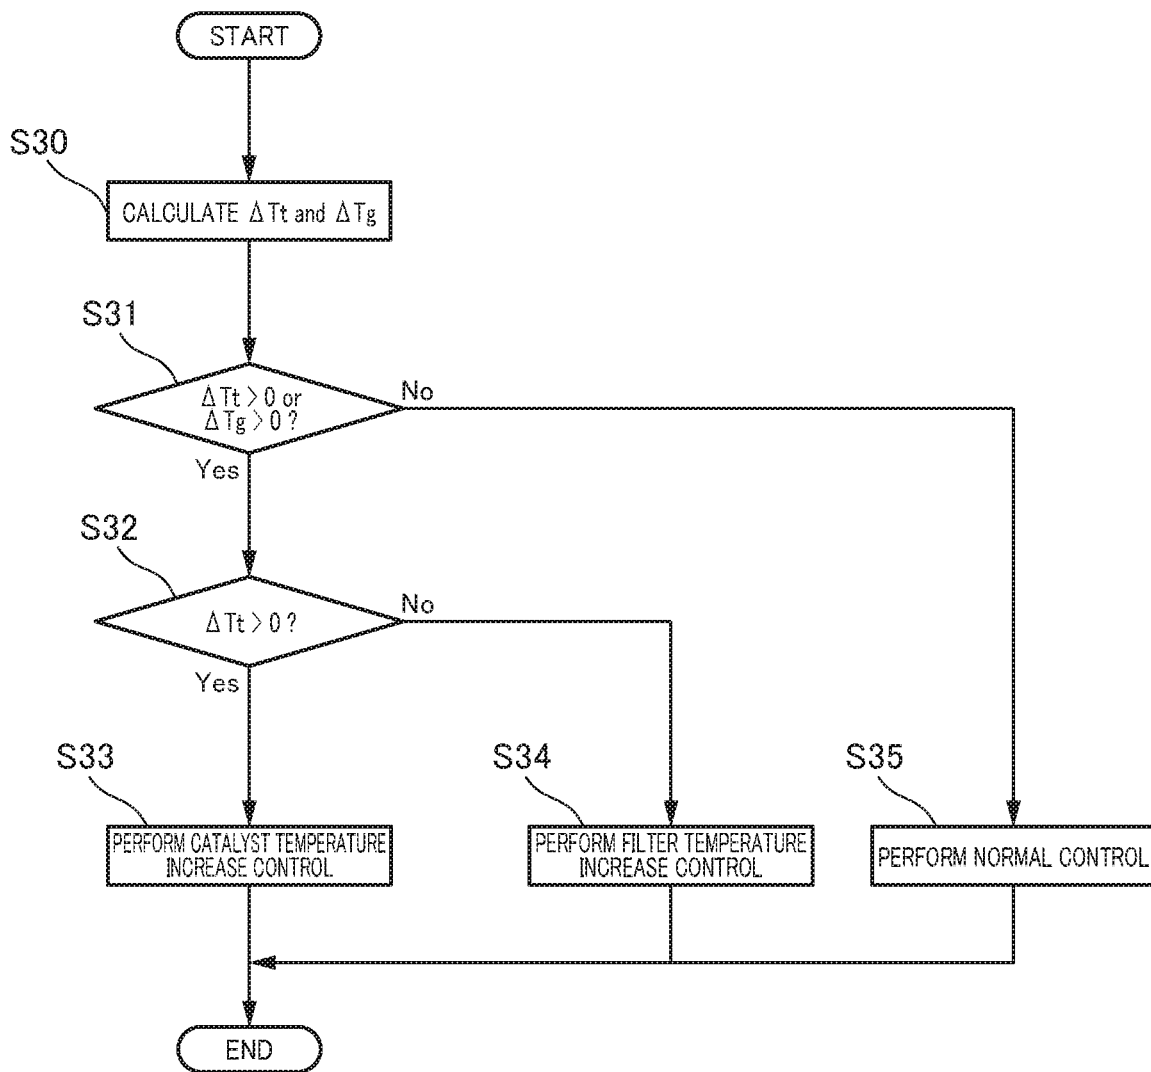 START
S30
CALCULATE ΔTt and ΔTg
S31
ΔTt > 0 or
ΔTg > 0 ?
No
Yes
S32
ΔTt > 0 ?
No
Yes
S33
PERFORM CATALYST TEMPERATURE
INCREASE CONTROL
S34
PERFORM FILTER TEMPERATURE
INCREASE CONTROL
S35
PERFORM NORMAL CONTROL
END